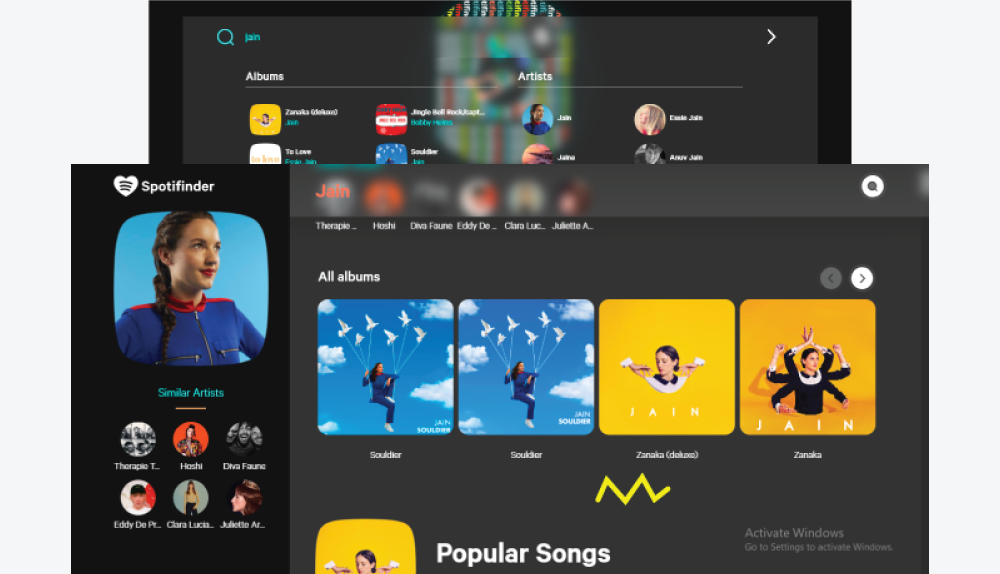 jain
Albums
Artists
Zanaka (deluxe)
Jain
Jingle Bell Rock/capt...
Bobby Helms
Jain
Essie Jain
To Love
Essie Jain
Souldier
Jain
Jaina
Anuv Jain
to love
Spotifinder
Jain
Therapie ...
Hoshi
Diva Faune
Eddy De ...
Clara Luc...
Juliette A...
All albums
JAIN
SOULDIER
JAIN
SOULDIER
JAIN
JAIN
Souldier
Souldier
Zanaka (deluxe)
Zanaka
Similar Artists
Therapie T...
Hoshi
Diva Faune
Eddy De Pr...
Clara Lucia...
Juliette Ar...
Popular Songs
Activate Windows
Go to Settings to activate Windows.